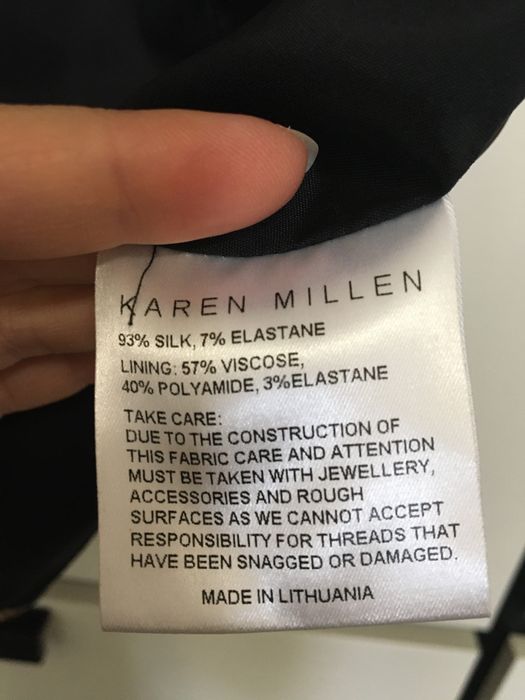 KAREN MILLEN
93% SILK, 7% ELASTANE
LINING: 57% VISCOSE,
40% POLYAMIDE, 3%ELASTANE
TAKE CARE:
DUE TO THE CONSTRUCTION OF
THIS FABRIC CARE AND ATTENTION
MUST BE TAKEN WITH JEWELLERY,
ACCESSORIES AND ROUGH
SURFACES AS WE CANNOT ACCEPT
RESPONSIBILITY FOR THREADS THAT
HAVE BEEN SNAGGED OR DAMAGED.
MADE IN LITHUANIA